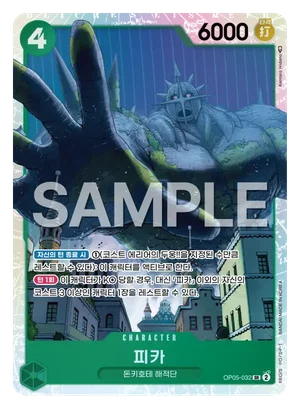 4
6000
打
SAMPLE
자신의 턴 종료 시 ①(코스트 에리어의 두웅!!을 지정된 수만큼
레스트할 수 있다): 이 캐릭터를 액티브로 한다.
턴 1회 이 캐릭터가 KO 당할 경우, 대신 「피카」 이외의 자신의
코스트 3 이상인 캐릭터 1장을 레스트할 수 있다.
CHARACTER
피카
돈키호테 해적단
OP05-032 SR 2